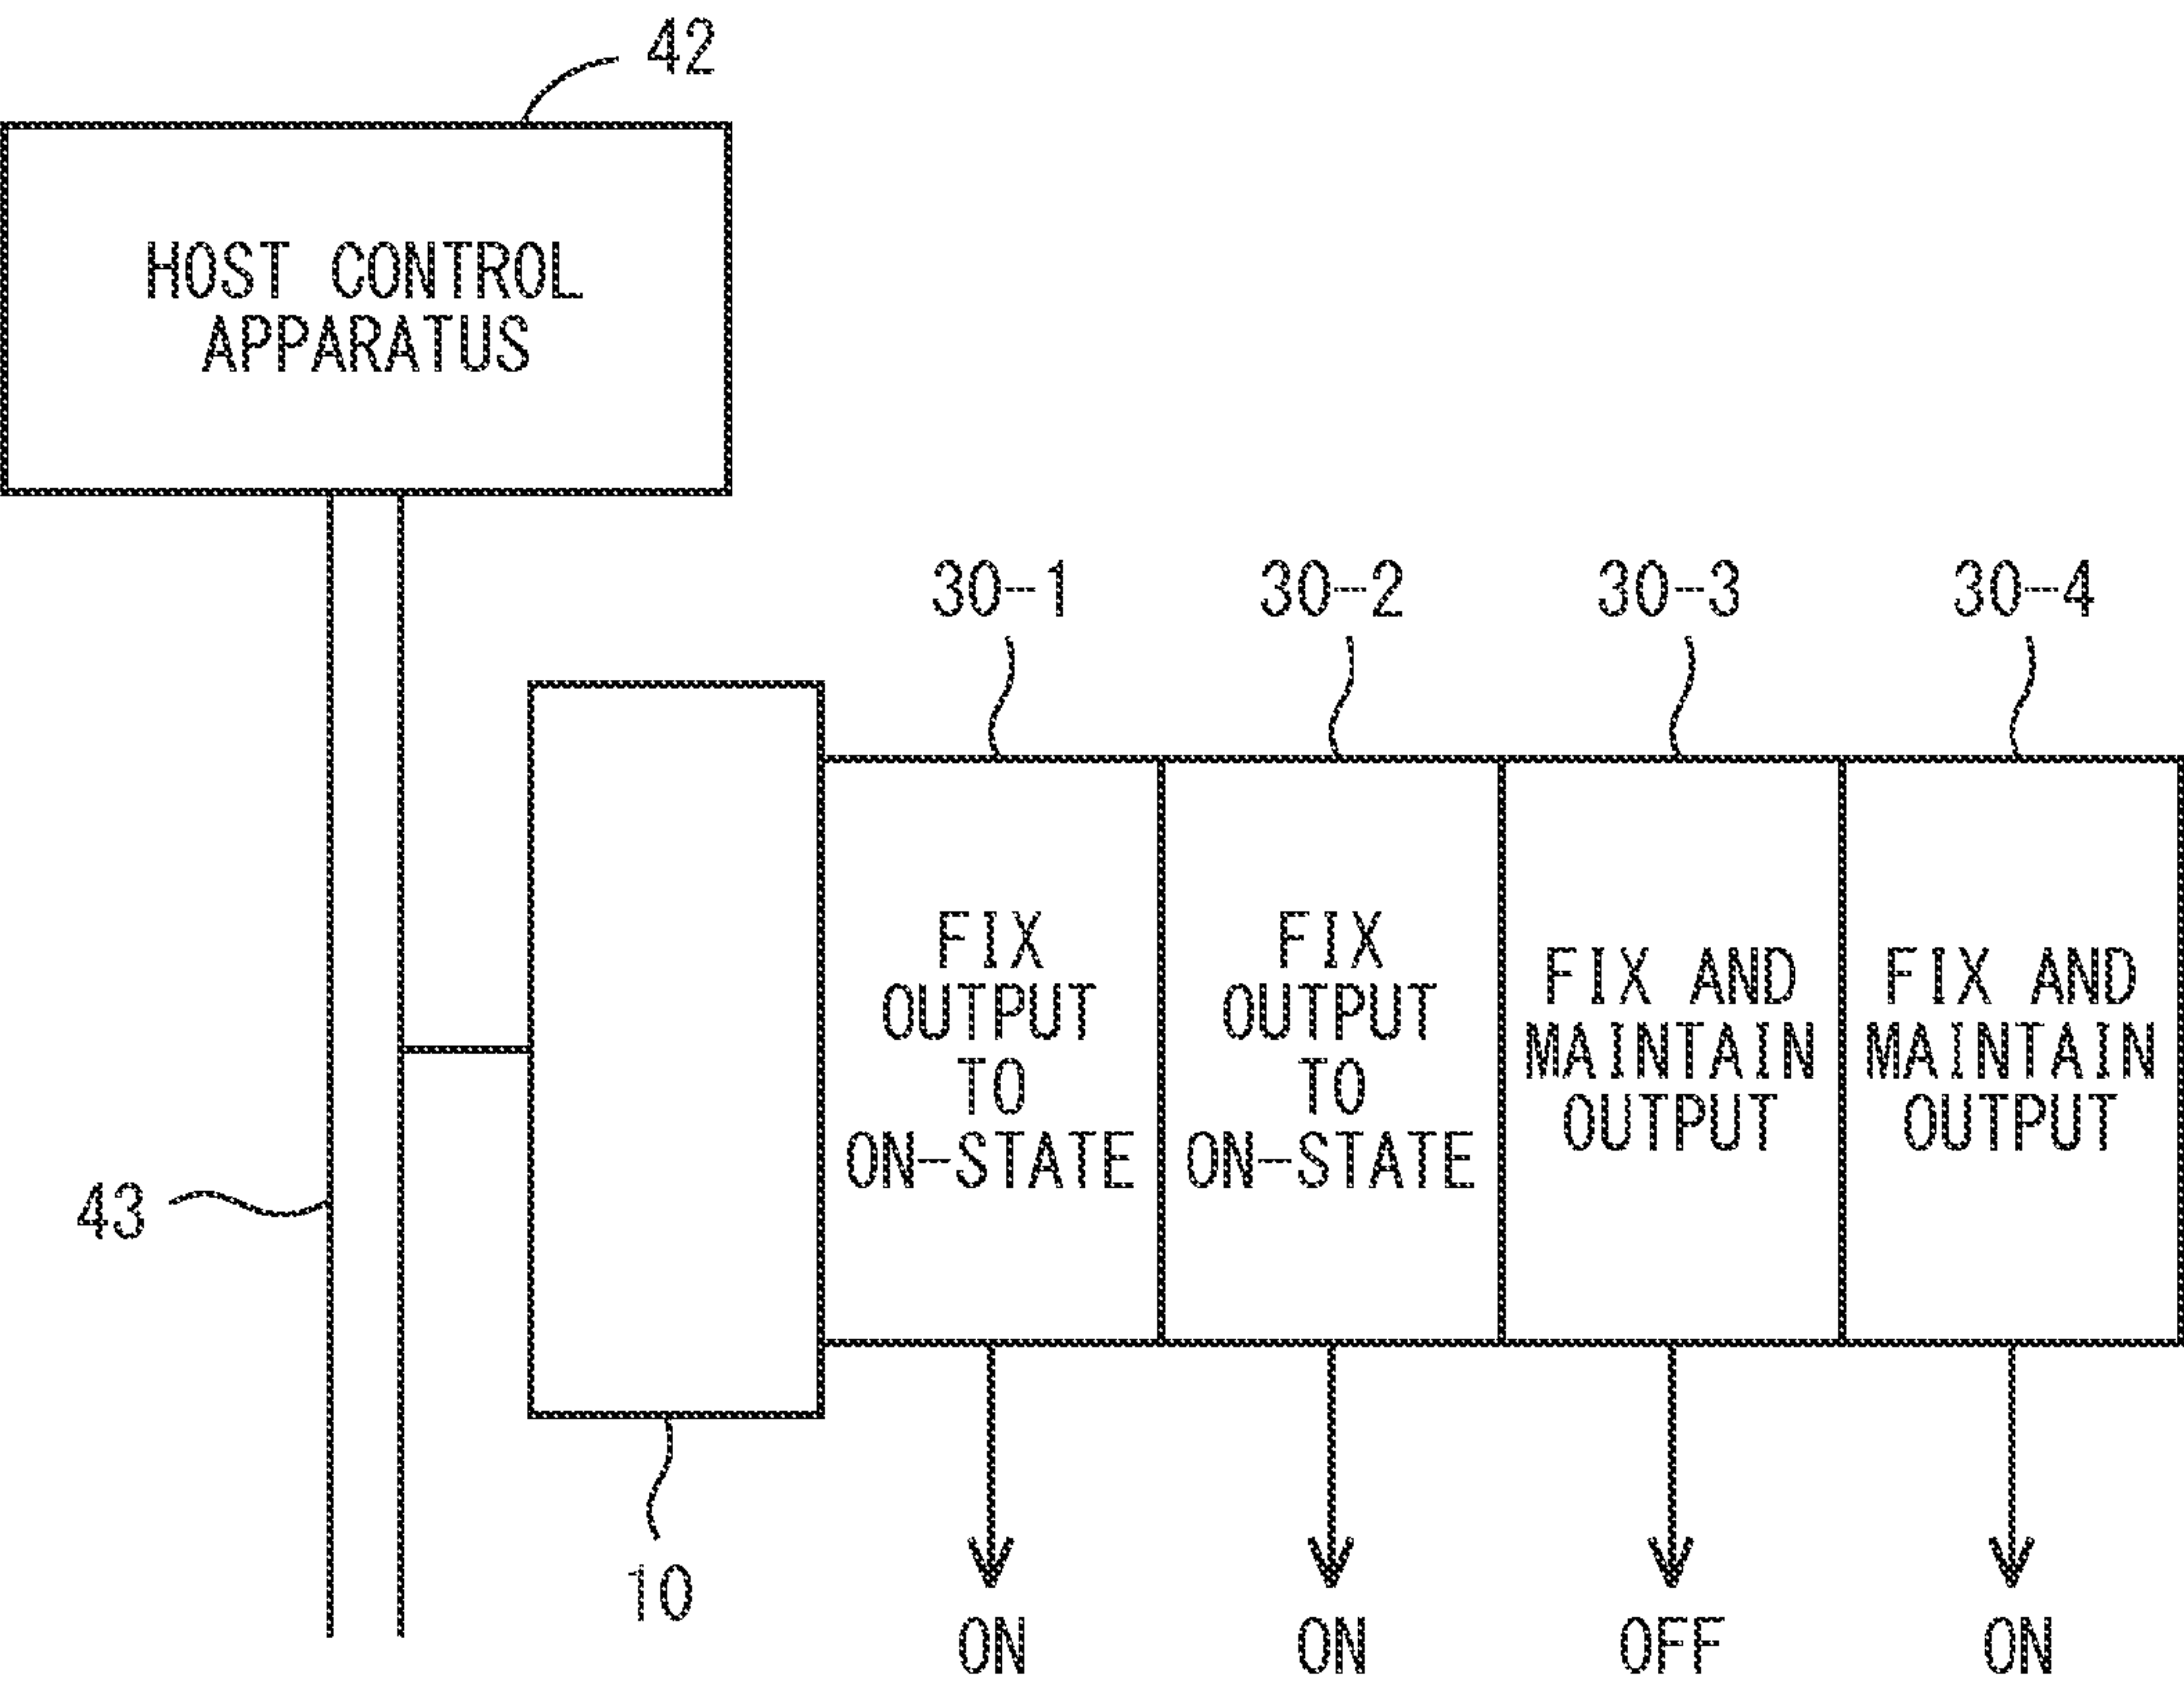 42
HOST CONTROL
APPARATUS
30-1
30-2
30-3
30-4
FIX
OUTPUT
TO
ON-STATE
FIX
OUTPUT
TO
ON-STATE
FIX AND
MAINTAIN
OUTPUT
FIX AND
MAINTAIN
OUTPUT
43
10
ON
ON
OFF
ON